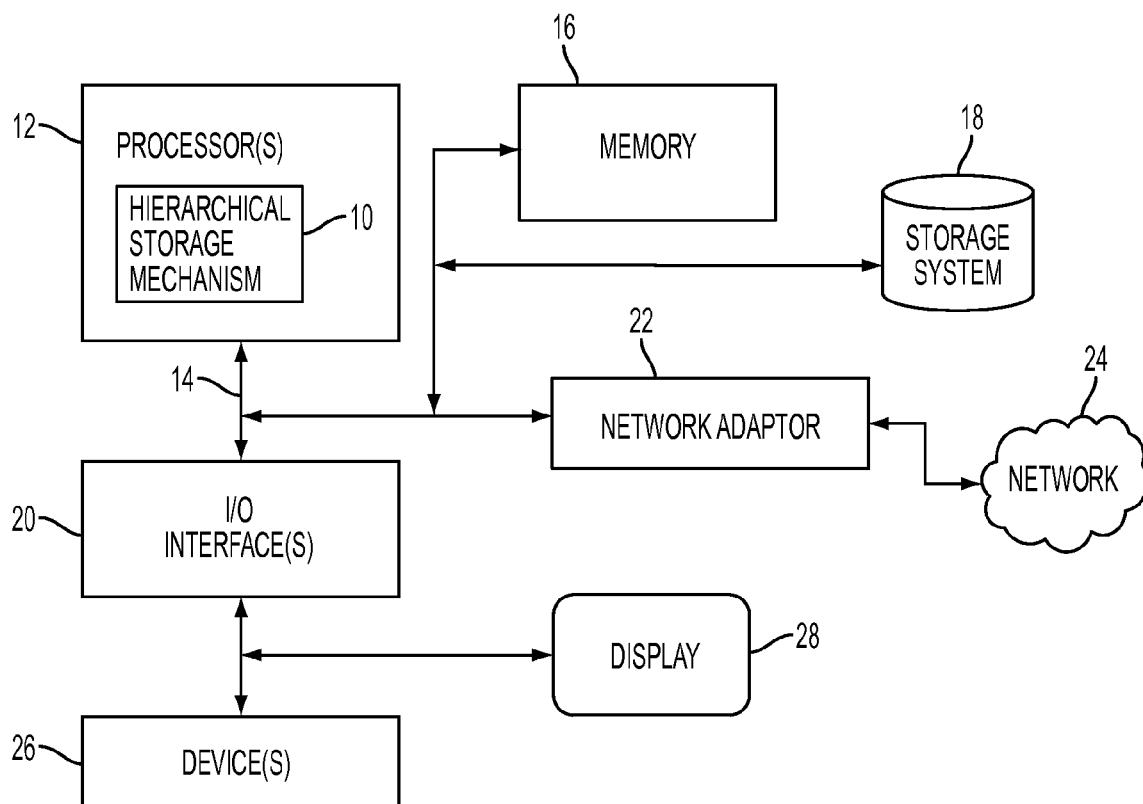 16
12
PROCESSOR(S)
MEMORY
18
HIERARCHICAL
STORAGE
MECHANISM
10
STORAGE
SYSTEM
22
14
24
NETWORK ADAPTOR
NETWORK
20
I/O
INTERFACE(S)
DISPLAY
28
26
DEVICE(S)